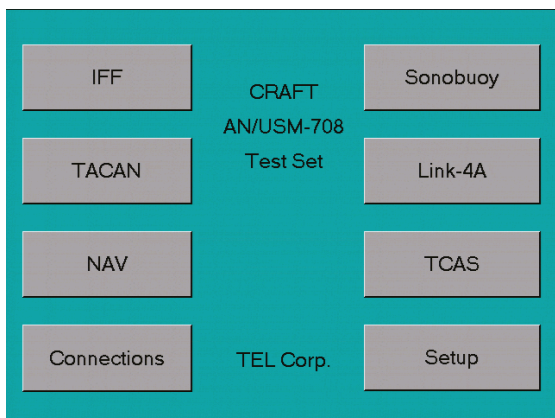 IFF
TACAN
NAV
Connections
CRAFT
AN/USM-708
Test Set
TEL Corp.
Sonobuoy
Link-4A
TCAS
Setup